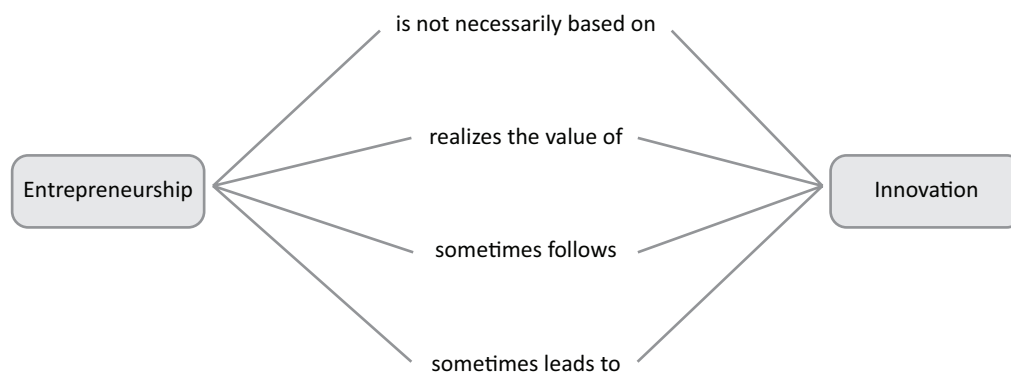 is not necessarily based on
realizes the value of
Entrepreneurship
Innovation
sometimes follows
sometimes leads to